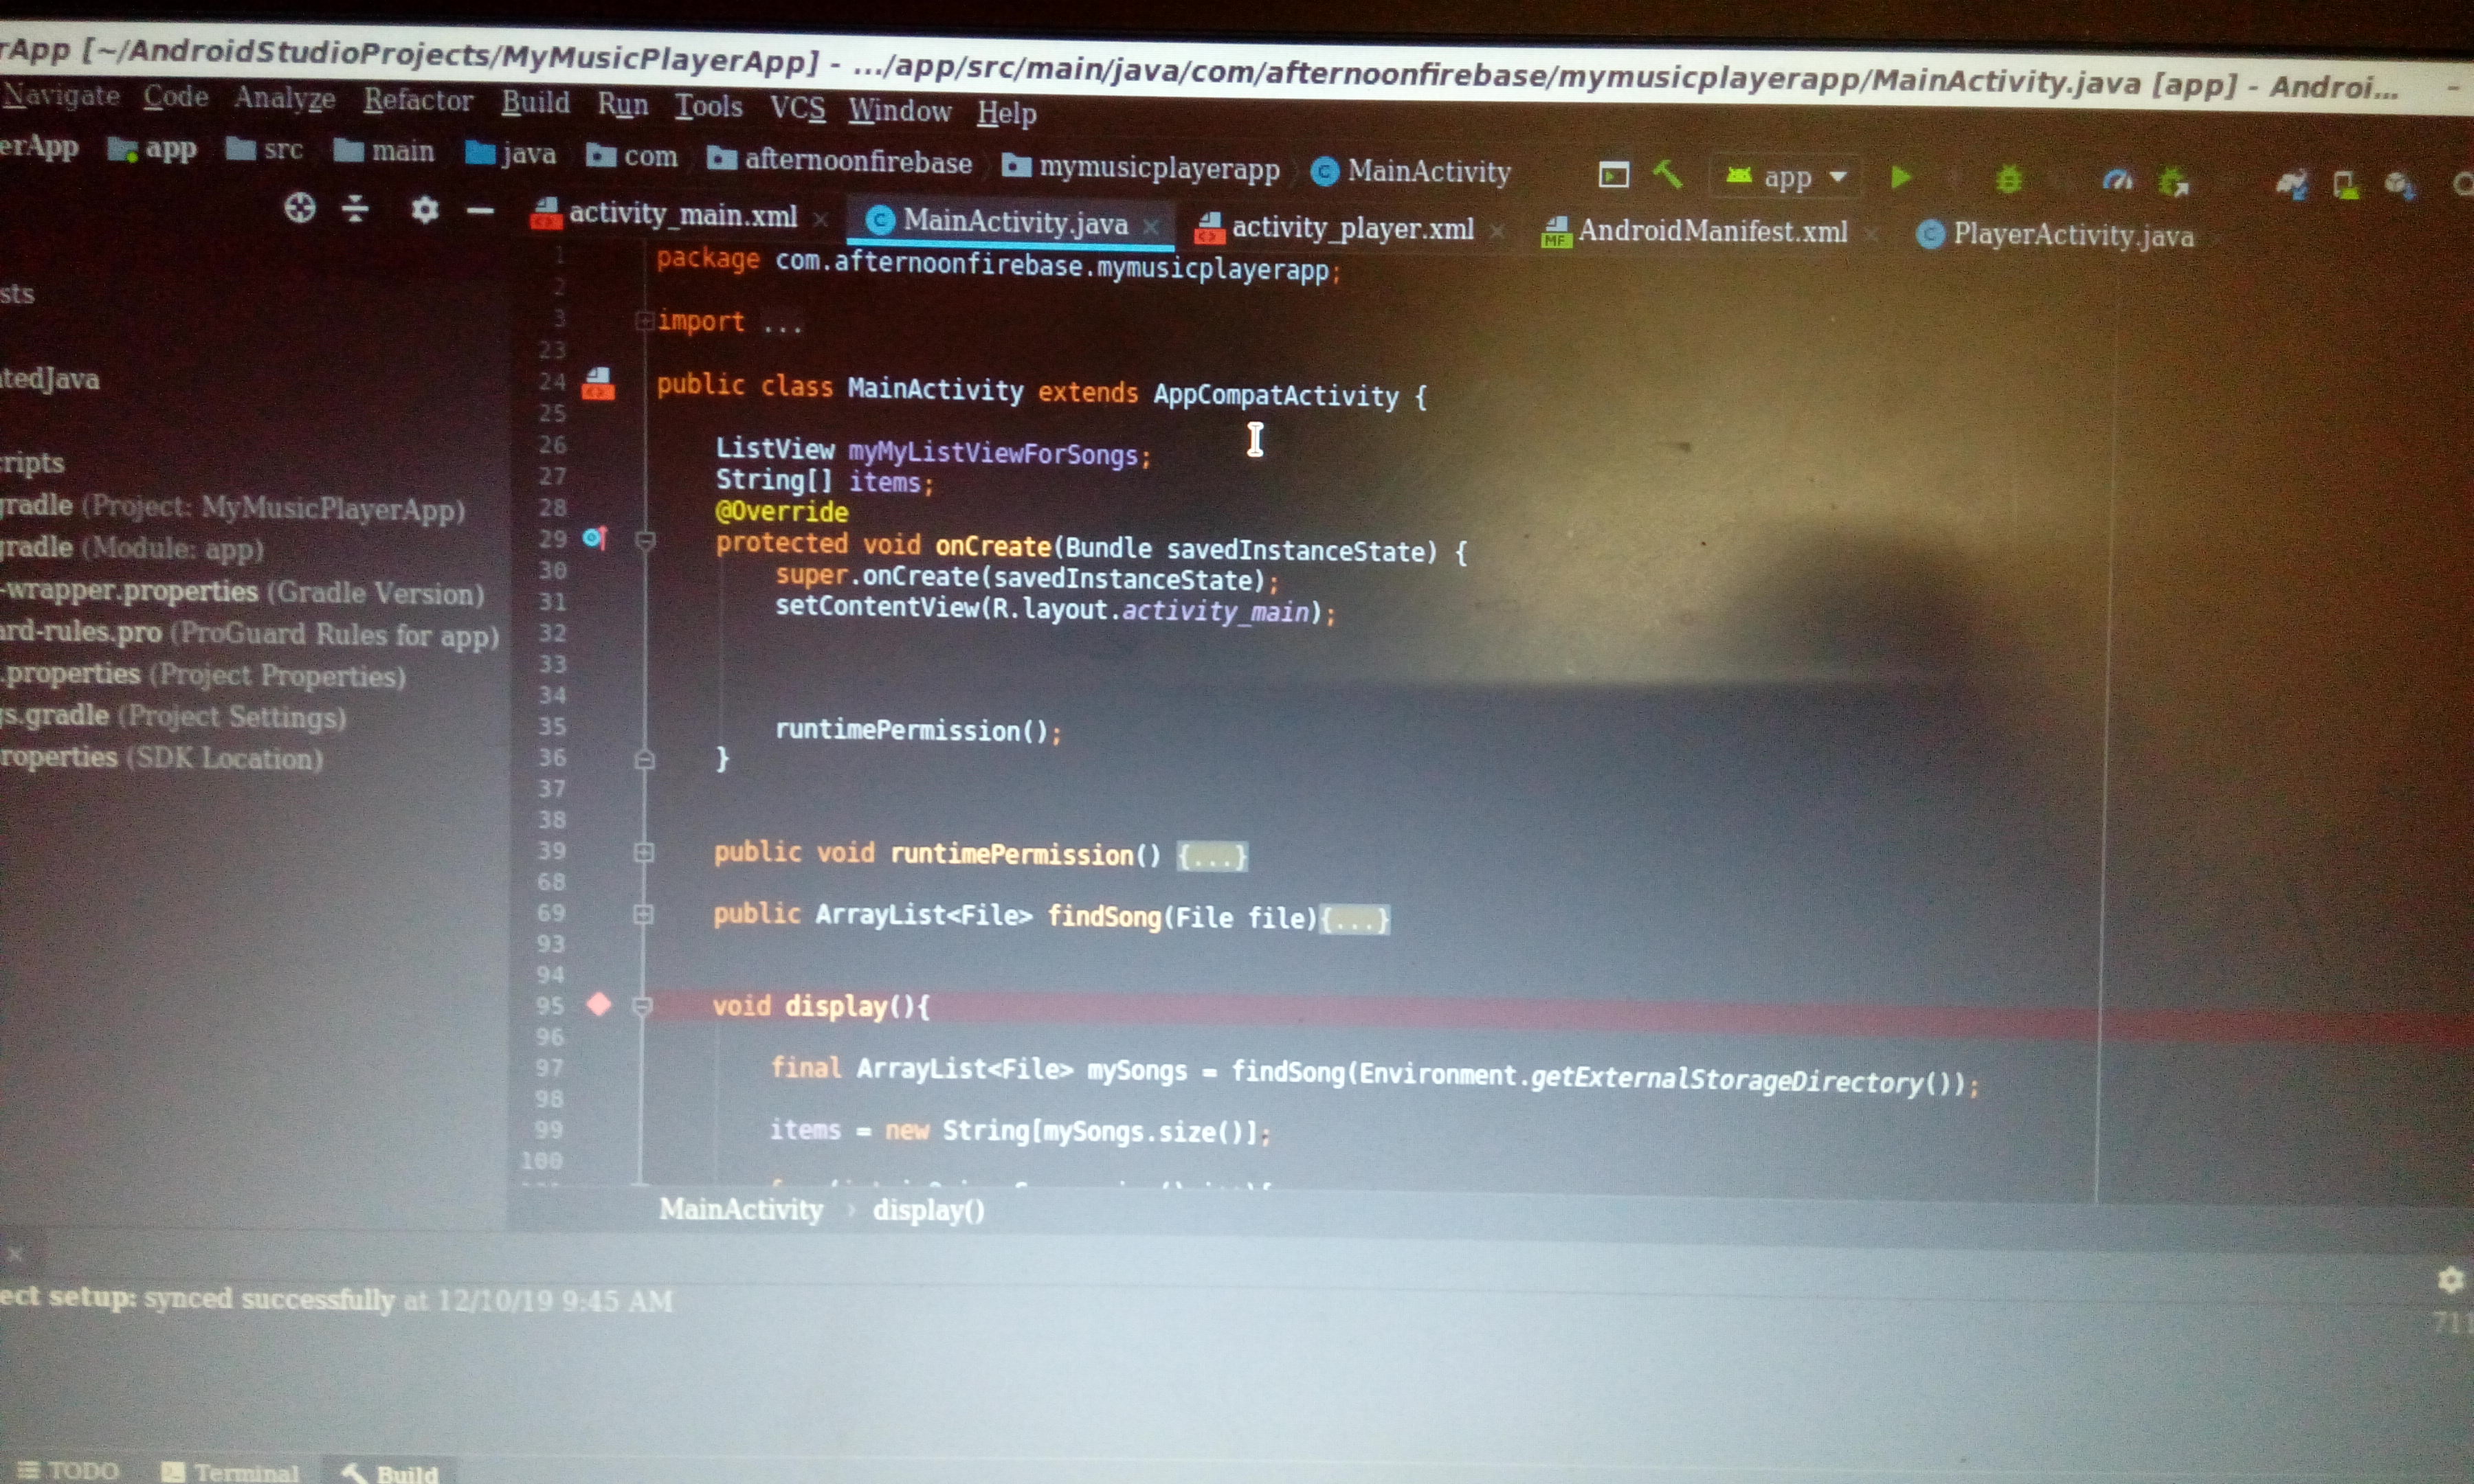 rApp [~/AndroidStudioProjects/MyMusicPlayerApp] - .../app/src/main/java/com/afternoonfirebase/mymusicplayerapp/MainActivity.java [app] - Androi...
Navigate Code Analyze Refactor Build Run Tools VCS Window Help
erApp app src main java com afternoonfirebase mymusicplayerapp MainActivity app
activity_main.xml MainActivity.java activity_player.xml AndroidManifest.xml PlayerActivity.java
sts
tedJava
ripts
gradle (Project: MyMusicPlayerApp)
gradle (Module: app)
-wrapper.properties (Gradle Version)
ard-rules.pro (ProGuard Rules for app)
.properties (Project Properties)
s.gradle (Project Settings)
roperties (SDK Location)
1 package com.afternoonfirebase.mymusicplayerapp;
2
3 import ...
23
24 public class MainActivity extends AppCompatActivity {
25
26 ListView myMyListViewForSongs;
27 String[] items;
28 @Override
29 protected void onCreate(Bundle savedInstanceState) {
30 super.onCreate(savedInstanceState);
31 setContentView(R.layout.activity_main);
32
33
34
35 runtimePermission();
36 }
37
38
39 public void runtimePermission() {...}
68
69 public ArrayList<File> findSong(File file){...}
93
94
95 void display(){
96
97 final ArrayList<File> mySongs = findSong(Environment.getExternalStorageDirectory());
98
99 items = new String[mySongs.size()];
100
MainActivity › display()
ect setup: synced successfully at 12/10/19 9:45 AM
711
TODO Terminal Build